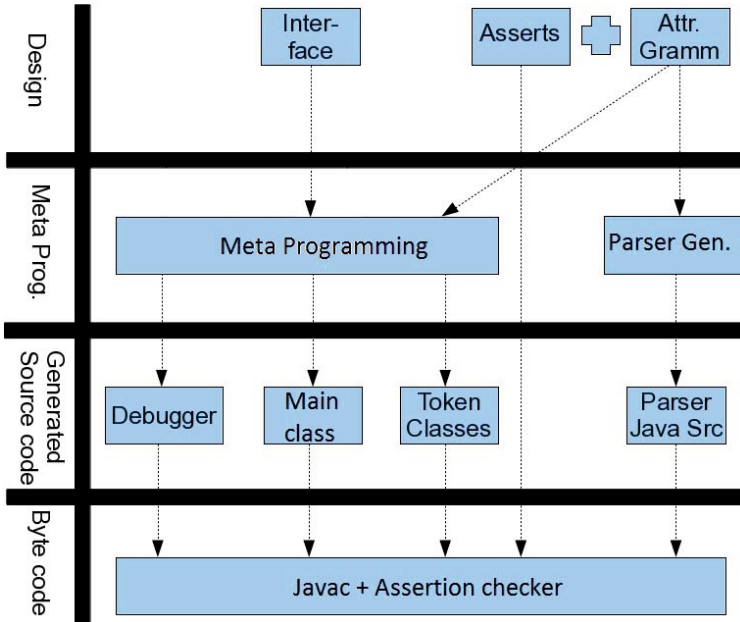 Design
Inter-
face
Asserts
Attr.
Gramm
Meta Prog.
Meta Programming
Parser Gen.
Generated
Source code
Debugger
Main
class
Token
Classes
Parser
Java Src
Byte code
Javac + Assertion checker